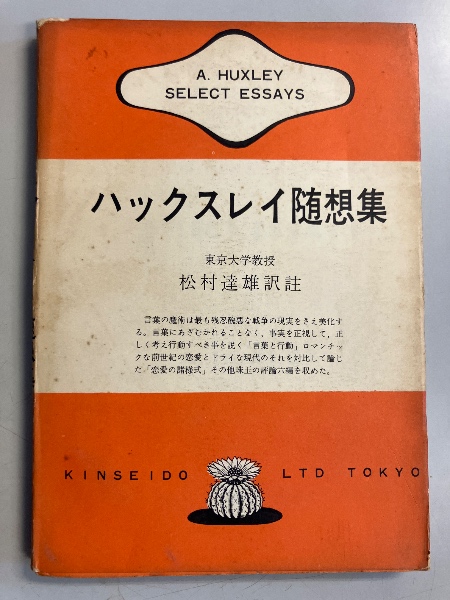 A. HUXLEY
SELECT ESSAYS
ハックスレイ随想集
東京大学教授
松村達雄訳註
言葉の魔術は最も残忍醜悪な戦争の現実をさえ美化す
る。言葉にあざむかれることなく、事実を正視して、正
しく考え行動すべき事を説く「言葉と行動」ロマンチッ
クな前世紀の恋愛とドライな現代のそれを対比して論じ
た「恋愛の諸様式」その他珠玉の評論六編を収めた。
KINSEIDO LTD TOKYO